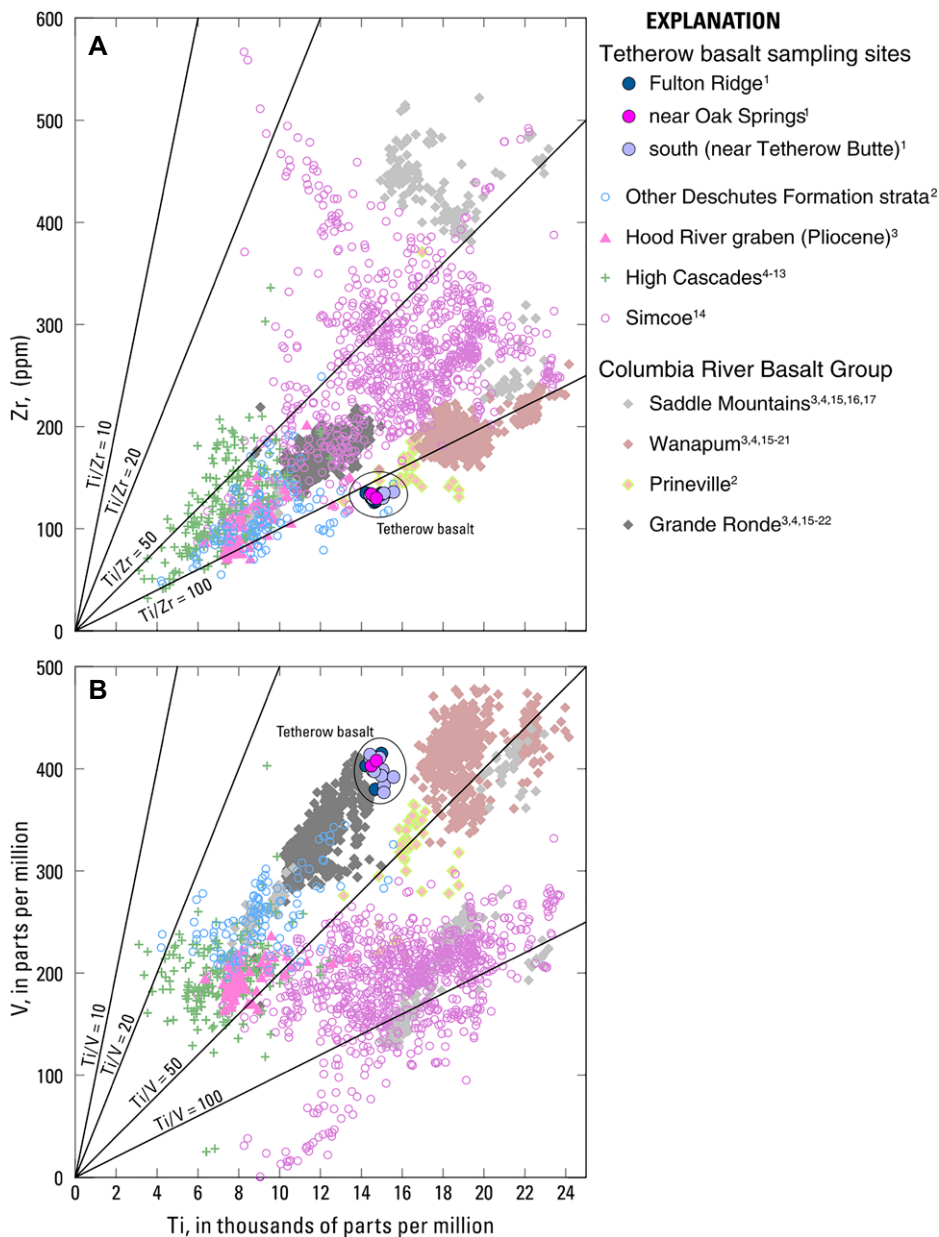 A
600
500
400
300
200
100
0
Zr, (ppm)
Ti/Zr = 10
Ti/Zr = 20
Ti/Zr = 50
Ti/Zr = 100
Tetherow basalt
EXPLANATION
Tetherow basalt sampling sites
Fulton Ridge¹
near Oak Springs¹
south (near Tetherow Butte)¹
Other Deschutes Formation strata²
Hood River graben (Pliocene)³
High Cascades⁴⁻¹³
Simcoe¹⁴
Columbia River Basalt Group
Saddle Mountains³,⁴,¹⁵,¹⁶,¹⁷
Wanapum³,⁴,¹⁵⁻²¹
Prineville²
Grande Ronde³,⁴,¹⁵⁻²²
B
500
400
300
200
100
0
V, in parts per million
Ti/V = 10
Ti/V = 20
Ti/V = 50
Ti/V = 100
Tetherow basalt
0 2 4 6 8 10 12 14 16 18 20 22 24
Ti, in thousands of parts per million